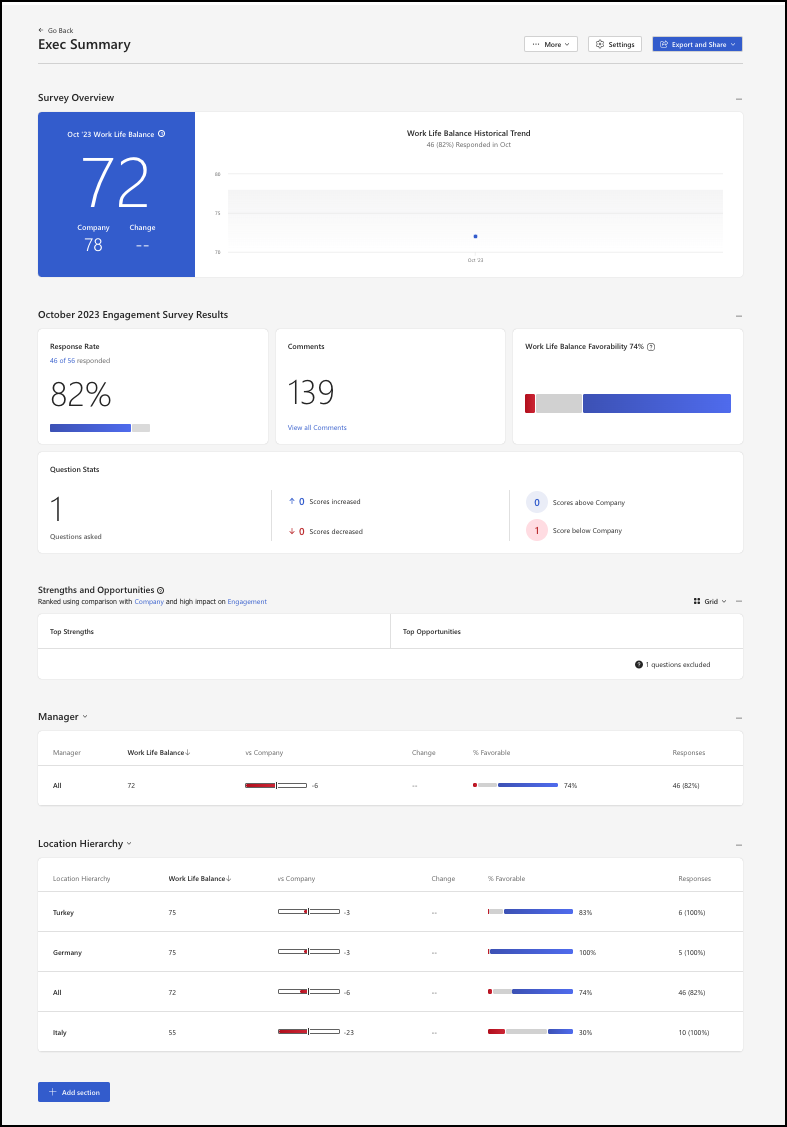 Go Back
Exec Summary
More
Settings
Export and Share
Survey Overview
Oct '23 Work Life Balance
72
Company Change
78 --
Work Life Balance Historical Trend
46 (82%) Responded in Oct
80
75
70
Oct '23
October 2023 Engagement Survey Results
Response Rate
46 of 56 responded
82%
Comments
139
View all Comments
Work Life Balance Favorability 74%
Question Stats
1
Questions asked
0 Scores increased
0 Scores decreased
0 Scores above Company
1 Score below Company
Strengths and Opportunities
Ranked using comparison with Company and high impact on Engagement
Grid
Top Strengths Top Opportunities
1 questions excluded
Manager
Manager Work Life Balance vs Company Change % Favorable Responses
All 72 -6 -- 74% 46 (82%)
Location Hierarchy
Location Hierarchy Work Life Balance vs Company Change % Favorable Responses
Turkey 75 -3 -- 83% 6 (100%)
Germany 75 -3 -- 100% 5 (100%)
All 72 -6 -- 74% 46 (82%)
Italy 55 -23 -- 30% 10 (100%)
Add section